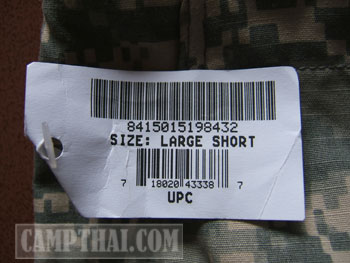 8415015198432
SIZE: LARGE SHORT
7 18020 43338 7
UPC
CAMPTHAI.COM